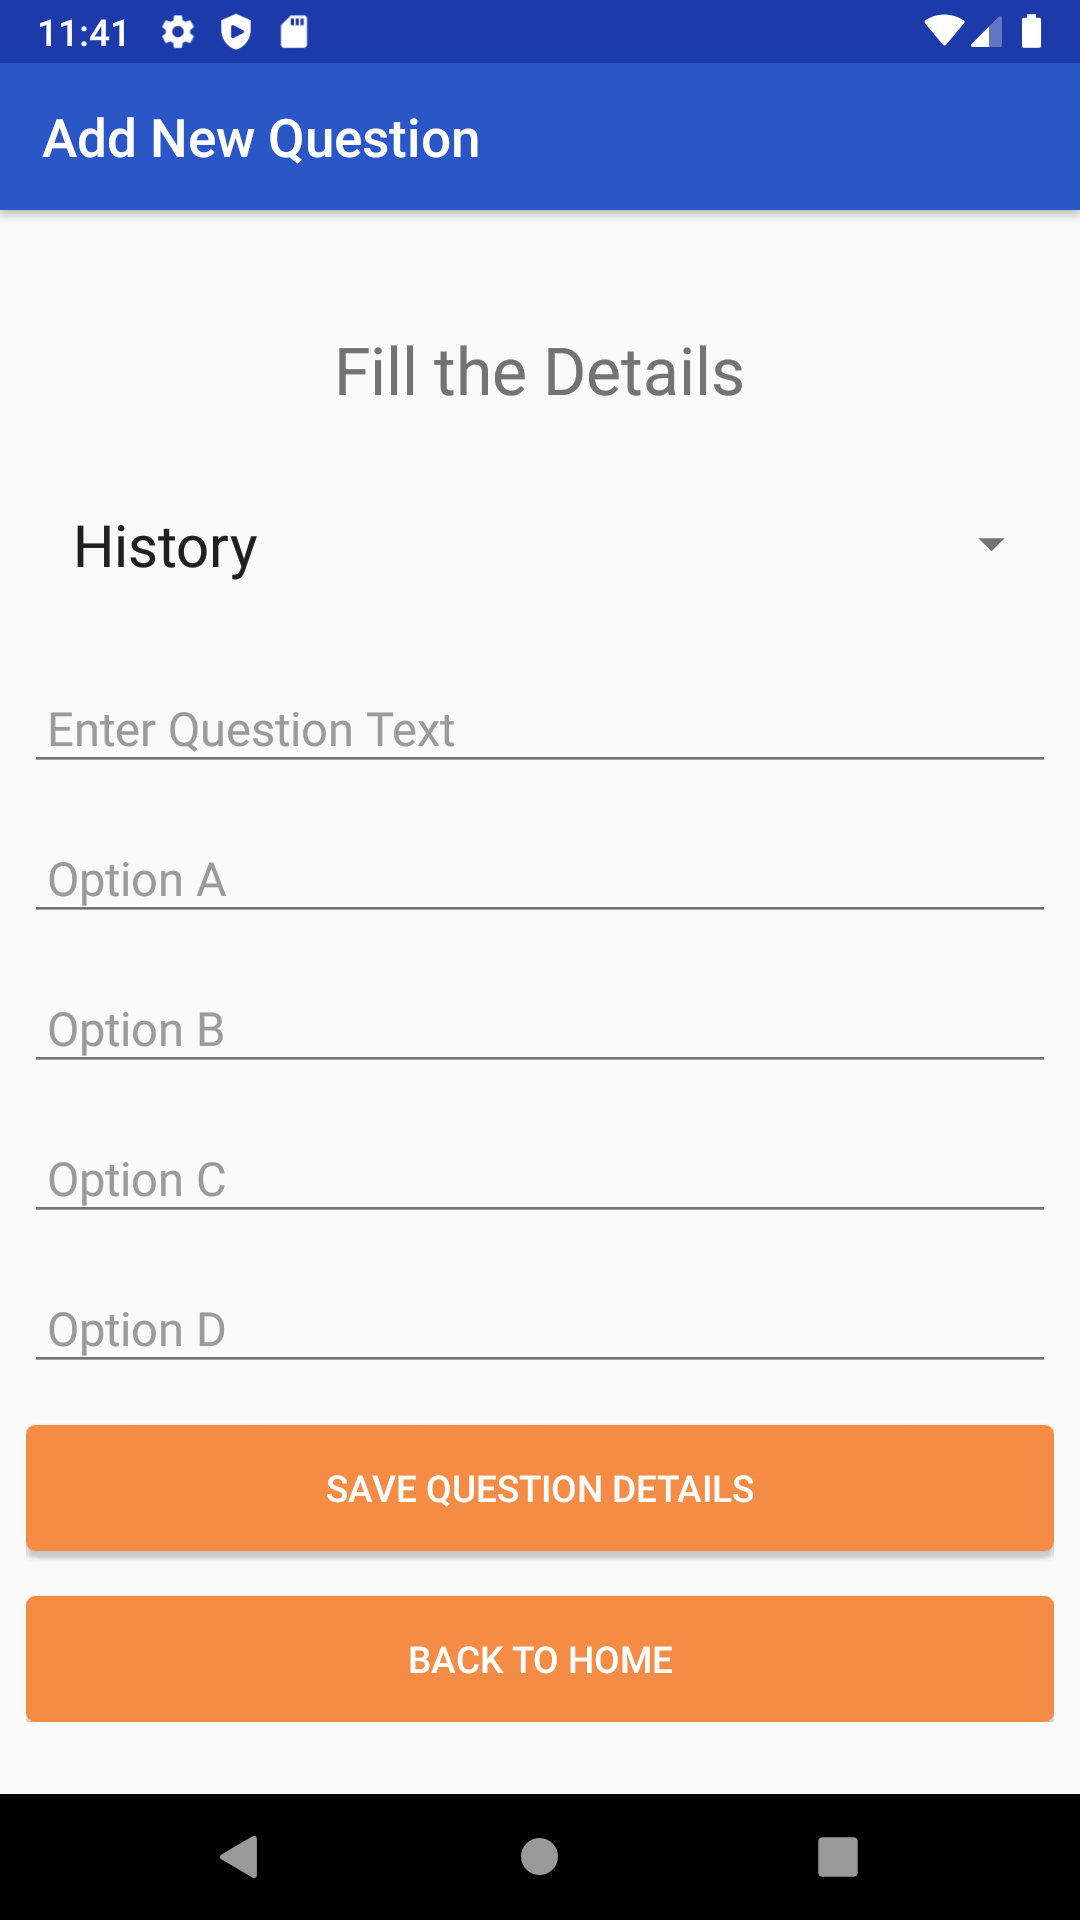 11:41
Add New Question
Fill the Details
History
Enter Question Text
Option A
Option B
Option C
Option D
SAVE QUESTION DETAILS
BACK TO HOME